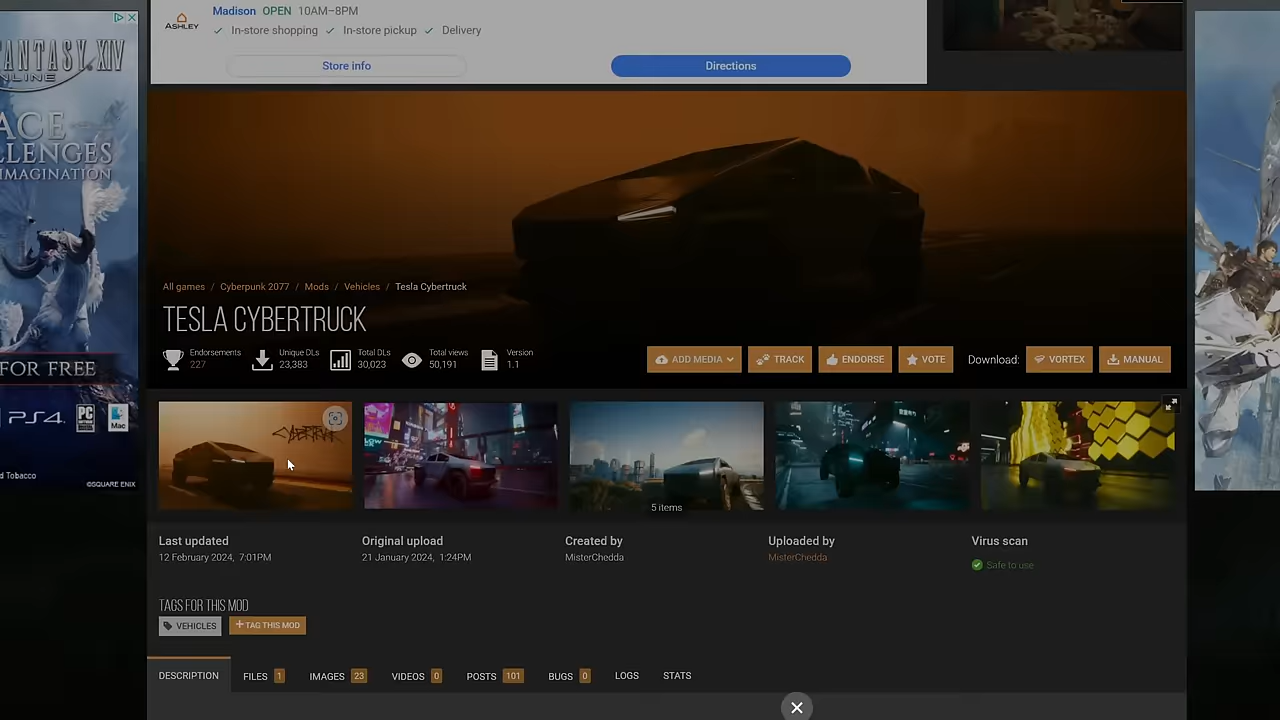 ASHLEY
Madison OPEN 10AM–8PM
In-store shopping In-store pickup Delivery
Store info
Directions
ANTASY XIV
NLINE
ACE
LLENGES
IMAGINATION
FOR FREE
PS4
PC
Mac
d Tobacco
©SQUARE ENIX
All games / Cyberpunk 2077 / Mods / Vehicles / Tesla Cybertruck
TESLA CYBERTRUCK
Endorsements
227
Unique DLs
23,383
Total DLs
30,023
Total views
50,191
Version
1.1
ADD MEDIA
TRACK
ENDORSE
VOTE
Download:
VORTEX
MANUAL
5 items
Last updated
12 February 2024, 7:01PM
Original upload
21 January 2024, 1:24PM
Created by
MisterChedda
Uploaded by
MisterChedda
Virus scan
Safe to use
TAGS FOR THIS MOD
VEHICLES
+TAG THIS MOD
DESCRIPTION
FILES 1
IMAGES 23
VIDEOS 0
POSTS 101
BUGS 0
LOGS
STATS